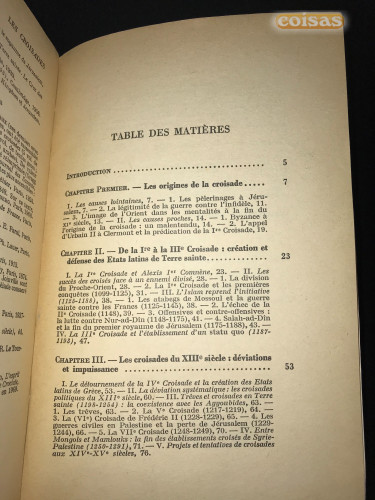 coisas
LES CROISADES
TABLE DES MATIÈRES
INTRODUCTION 5
CHAPITRE PREMIER. — Les origines de la croisade 7
I. Les causes lointaines, 7. — 1. Les pèlerinages à Jéru-
salem, 7. — 2. La légitimité de la guerre contre l'infidèle, 11.
— 3. L'image de l'Orient dans les mentalités à la fin du
XIe siècle, 13. — II. Les causes proches, 14. — 1. Byzance à
l'origine de la croisade : un malentendu, 14. — 2. L'appel
d'Urbain II à Clermont et la prédication de la Ire Croisade, 19.
CHAPITRE II. — De la Ire à la IIIe Croisade : création et
défense des Etats latins de Terre sainte 23
I. La Ire Croisade et Alexis Ier Comnène, 23. — II. Les
succès des croisés face à un ennemi divisé, 28. — 1. La division
du Proche-Orient, 28. — 2. La Ire Croisade et les premières
conquêtes (1099-1125), 31. — III. L'Islam reprend l'initiative
(1125-1192), 38. — 1. Les atabegs de Mossoul et la guerre
sainte contre les Francs (1125-1145), 38. — 2. L'échec de la
IIe Croisade (1148), 39. — 3. Offensives et contre-offensives :
la lutte contre Nur-ad-Din (1148-1174), 41. — 4. Salah-ad-Din
et la fin du premier royaume de Jérusalem (1175-1188), 43. —
IV. La IIIe Croisade et l'établissement d'un statu quo
(1187-1192), 47.
CHAPITRE III. — Les croisades du XIIIe siècle : déviations
et impuissance 53
I. Le détournement de la IVe Croisade et la création des Etats
latins de Grèce, 53. — II. La déviation systématique : les croisades
politiques du XIIIe siècle, 60. — III. Trêves et croisades en Terre
sainte (1198-1254) : la coexistence avec les Ayyoubides, 63. —
1. Les trêves, 63. — 2. La Ve Croisade (1217-1219), 64. —
3. La (VIe) Croisade de Frédéric II (1228-1229), 65. — 4. Les
guerres civiles en Palestine et la perte de Jérusalem (1229-
1244), 66. — 5. La VIIe Croisade (1248-1249), 70. — IV. Entre
Mongols et Mamlouks : la fin des établissements croisés de Syrie-
Palestine (1250-1291), 71. — V. Projets et tentatives de croisades
aux XIVe-XVe siècles, 76.